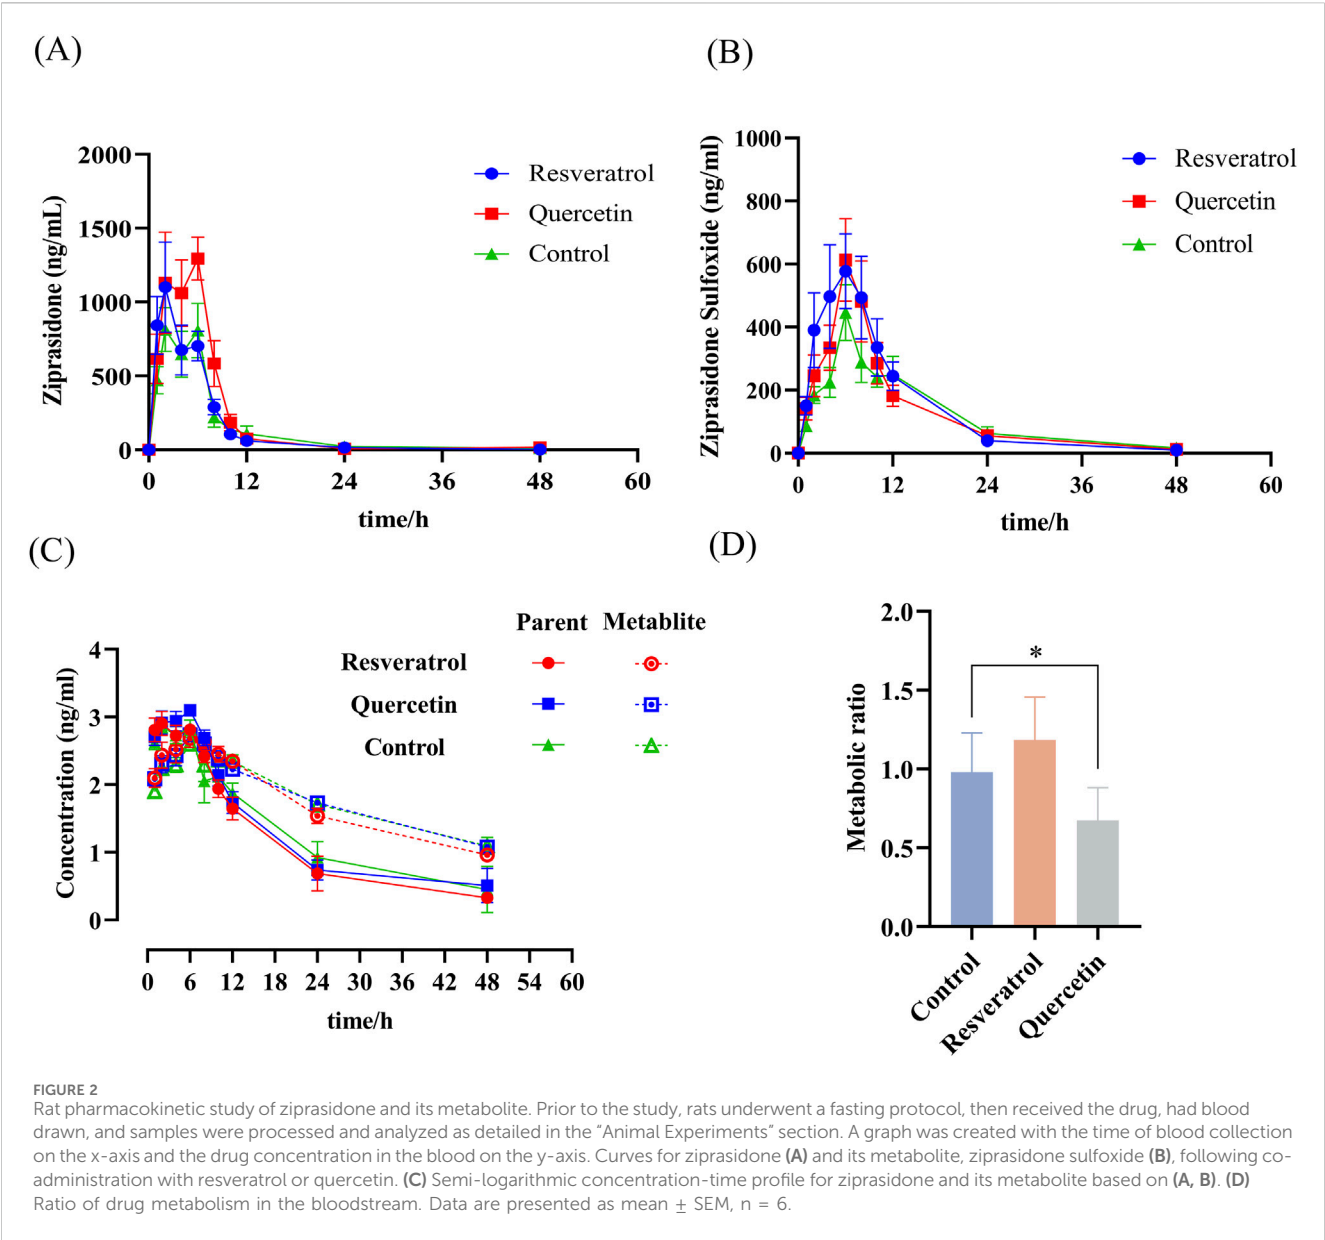 (A)
2000
1500
1000
500
0
Ziprasidone (ng/mL)
Resveratrol
Quercetin
Control
0 12 24 36 48 60
time/h
(B)
1000
800
600
400
200
0
Ziprasidone Sulfoxide (ng/ml)
Resveratrol
Quercetin
Control
0 12 24 36 48 60
time/h
(C)
Parent Metablite
Resveratrol
Quercetin
Control
4
3
2
1
0
Concentration (ng/ml)
0 6 12 18 24 30 36 42 48 54 60
time/h
(D)
2.0
1.5
1.0
0.5
0.0
Metabolic ratio
*
Control
Resveratrol
Quercetin
FIGURE 2
Rat pharmacokinetic study of ziprasidone and its metabolite. Prior to the study, rats underwent a fasting protocol, then received the drug, had blood
drawn, and samples were processed and analyzed as detailed in the “Animal Experiments” section. A graph was created with the time of blood collection
on the x-axis and the drug concentration in the blood on the y-axis. Curves for ziprasidone (A) and its metabolite, ziprasidone sulfoxide (B), following co-
administration with resveratrol or quercetin. (C) Semi-logarithmic concentration-time profile for ziprasidone and its metabolite based on (A, B). (D)
Ratio of drug metabolism in the bloodstream. Data are presented as mean ± SEM, n = 6.